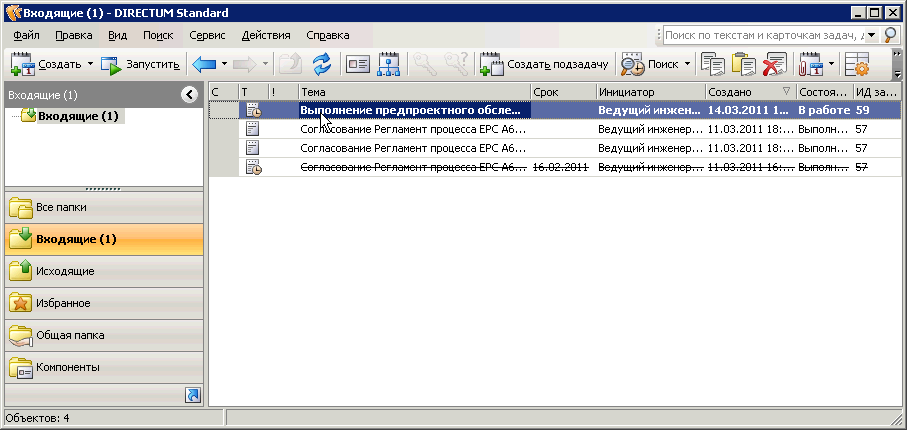 Входящие (1) - DIRECTUM Standard
Файл Правка Вид Поиск Сервис Действия Справка
Поиск по текстам и карточкам задач, д
Создать Запустить Создать подзадачу Поиск
Входящие (1)
Входящие (1)
Все папки
Входящие (1)
Исходящие
Избранное
Общая папка
Компоненты
С Т ! Тема Срок Инициатор Создано Состоя... ИД за...
Выполнение предпроектного обсле... Ведущий инжен... 14.03.2011 1... В работе 59
Согласование Регламент процесса EPC А6... Ведущий инженер... 11.03.2011 18:... Выполн... 57
Согласование Регламент процесса EPC А6... Ведущий инженер... 11.03.2011 18:... Выполн... 57
Согласование Регламент процесса EPC А6... 16.02.2011 Ведущий инженер... 11.03.2011 16:... Выполн... 57
Объектов: 4